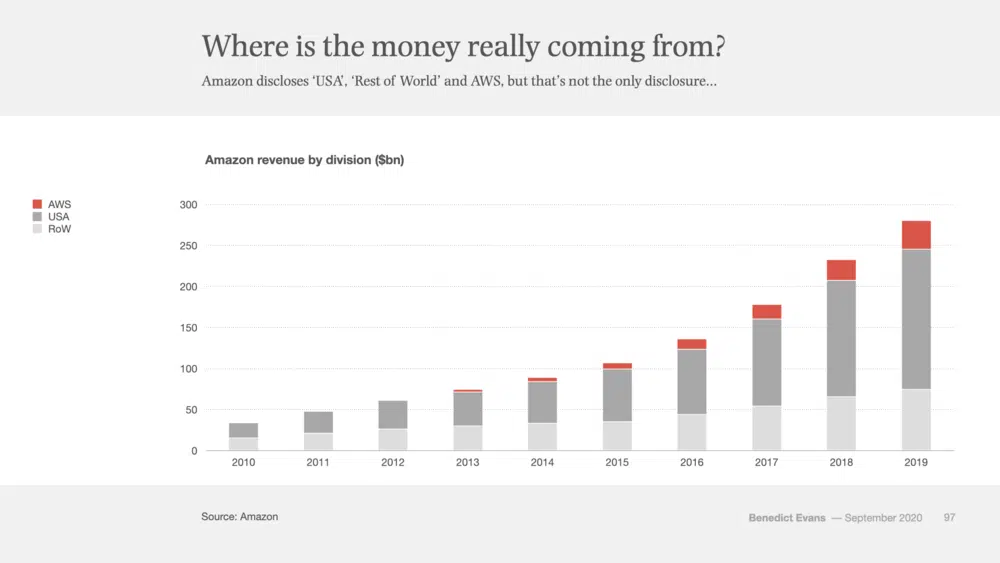 Where is the money really coming from?
Amazon discloses ‘USA’, ‘Rest of World’ and AWS, but that’s not the only disclosure...
Amazon revenue by division ($bn)
AWS
USA
RoW
300
250
200
150
100
50
0
2010 2011 2012 2013 2014 2015 2016 2017 2018 2019
Source: Amazon
Benedict Evans — September 2020 97